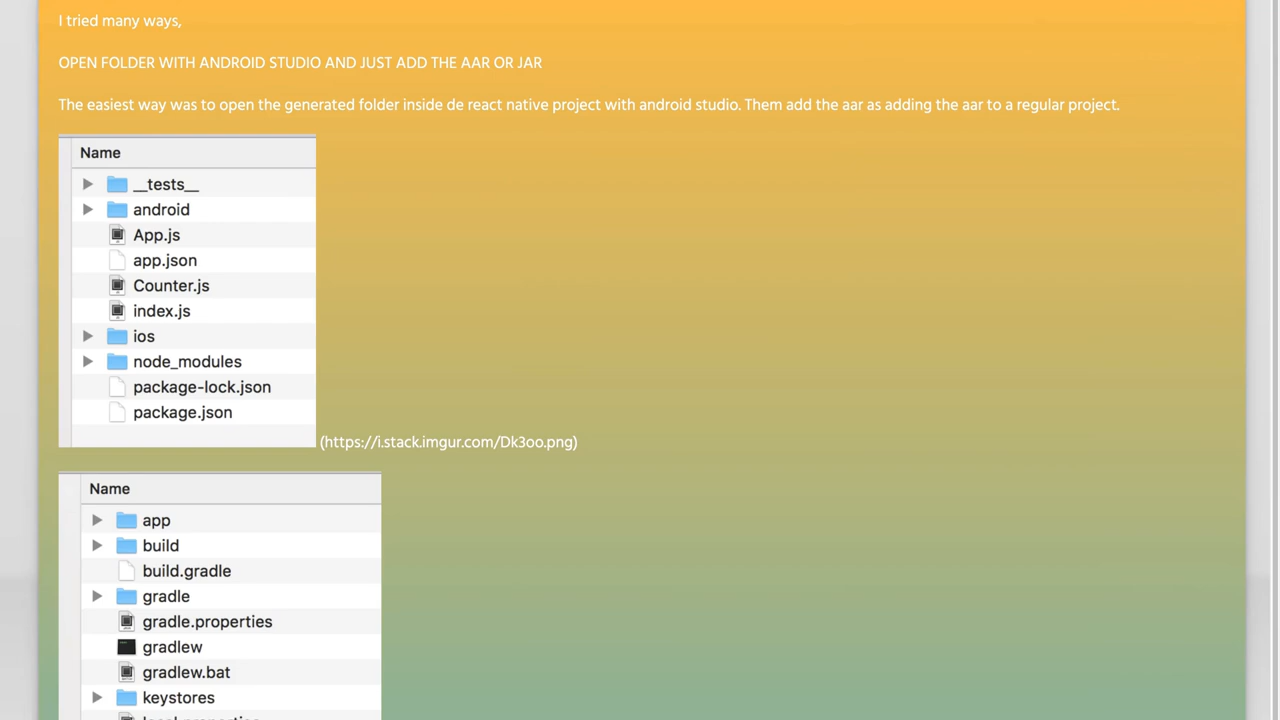 I tried many ways,
OPEN FOLDER WITH ANDROID STUDIO AND JUST ADD THE AAR OR JAR
The easiest way was to open the generated folder inside de react native project with android studio. Them add the aar as adding the aar to a regular project.
Name
__tests__
android
App.js
app.json
Counter.js
index.js
ios
node_modules
package-lock.json
package.json
(https://i.stack.imgur.com/Dk3oo.png)
Name
app
build
build.gradle
gradle
gradle.properties
gradlew
gradlew.bat
keystores